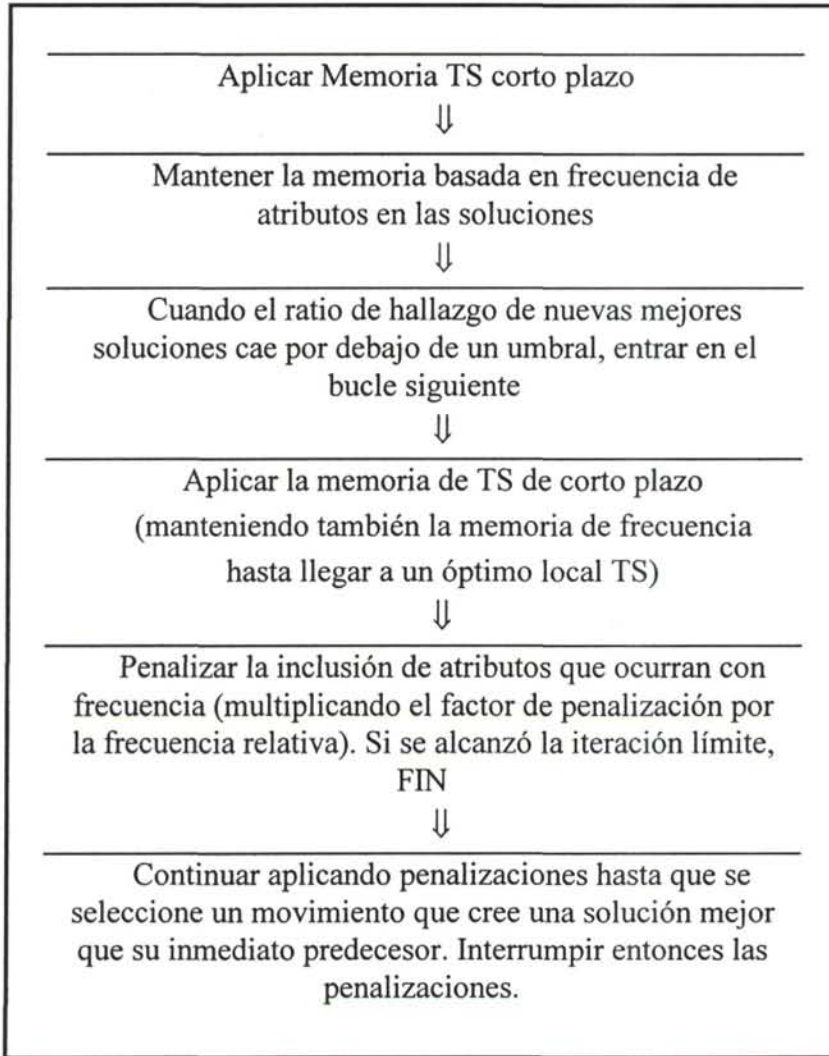 Aplicar Memoria TS corto plazo
⇓
Mantener la memoria basada en frecuencia de
atributos en las soluciones
⇓
Cuando el ratio de hallazgo de nuevas mejores
soluciones cae por debajo de un umbral, entrar en el
bucle siguiente
⇓
Aplicar la memoria de TS de corto plazo
(manteniendo también la memoria de frecuencia
hasta llegar a un óptimo local TS)
⇓
Penalizar la inclusión de atributos que ocurran con
frecuencia (multiplicando el factor de penalización por
la frecuencia relativa). Si se alcanzó la iteración límite,
FIN
⇓
Continuar aplicando penalizaciones hasta que se
seleccione un movimiento que cree una solución mejor
que su inmediato predecesor. Interrumpir entonces las
penalizaciones.